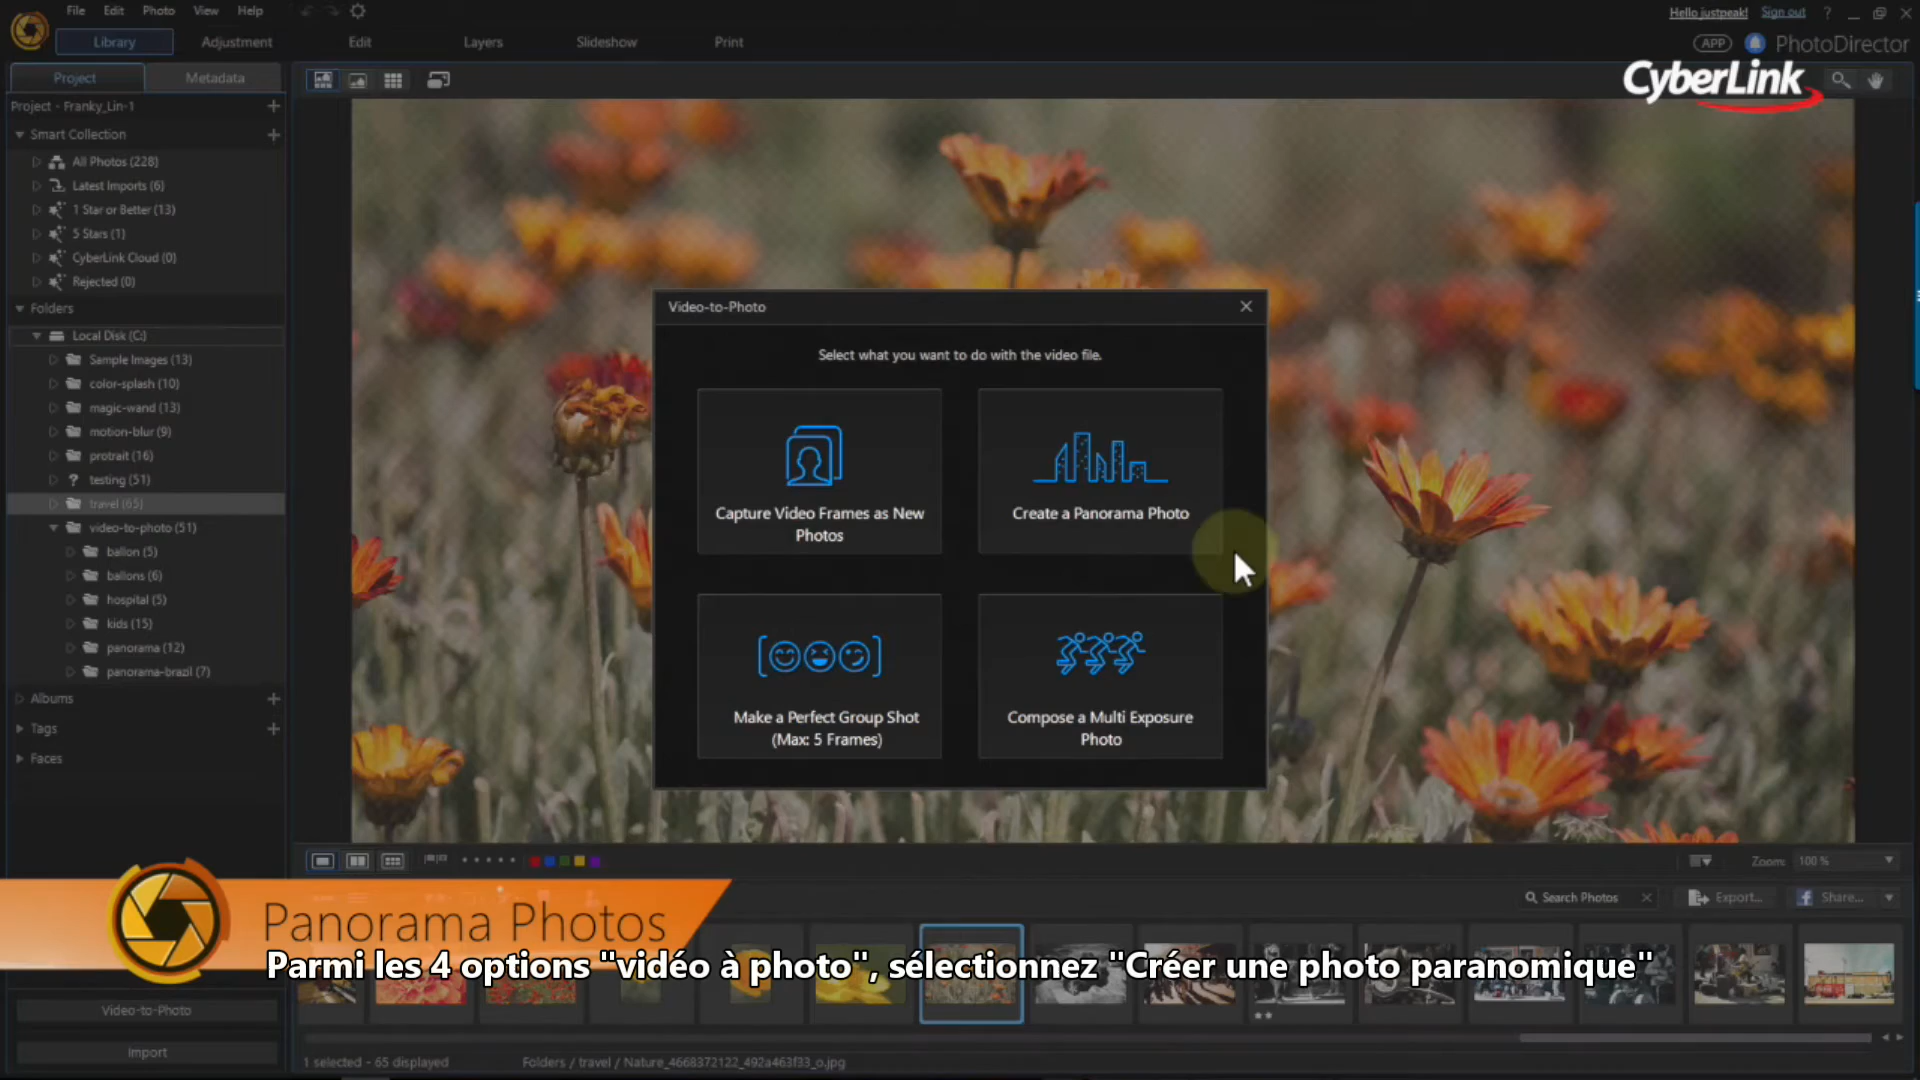 File Edit Photo View Help
Hello justpeak! Sign out ?
Library Adjustment Edit Layers Slideshow Print
APP PhotoDirector
CyberLink
Project Metadata
Project - Franky_Lin-1
Smart Collection
All Photos (228)
Latest Imports (6)
1 Star or Better (13)
5 Stars (1)
CyberLink Cloud (0)
Rejected (0)
Folders
Local Disk (C:)
Sample Images (13)
color-splash (10)
magic-wand (13)
motion-blur (9)
protrait (16)
? testing (51)
travel (65)
video-to-photo (51)
ballon (5)
ballons (6)
hospital (5)
kids (15)
panorama (12)
panorama-brazil (7)
Albums
Tags
Faces
Video-to-Photo
Select what you want to do with the video file.
Capture Video Frames as New
Photos
Create a Panorama Photo
Make a Perfect Group Shot
(Max: 5 Frames)
Compose a Multi Exposure
Photo
Zoom: 100 %
Search Photos
Export...
Share...
Panorama Photos
Parmi les 4 options "vidéo à photo", sélectionnez "Créer une photo paranomique"
Video-to-Photo
Import
1 selected - 65 displayed
Folders / travel / Nature_4668372122_492a463f33_o.jpg